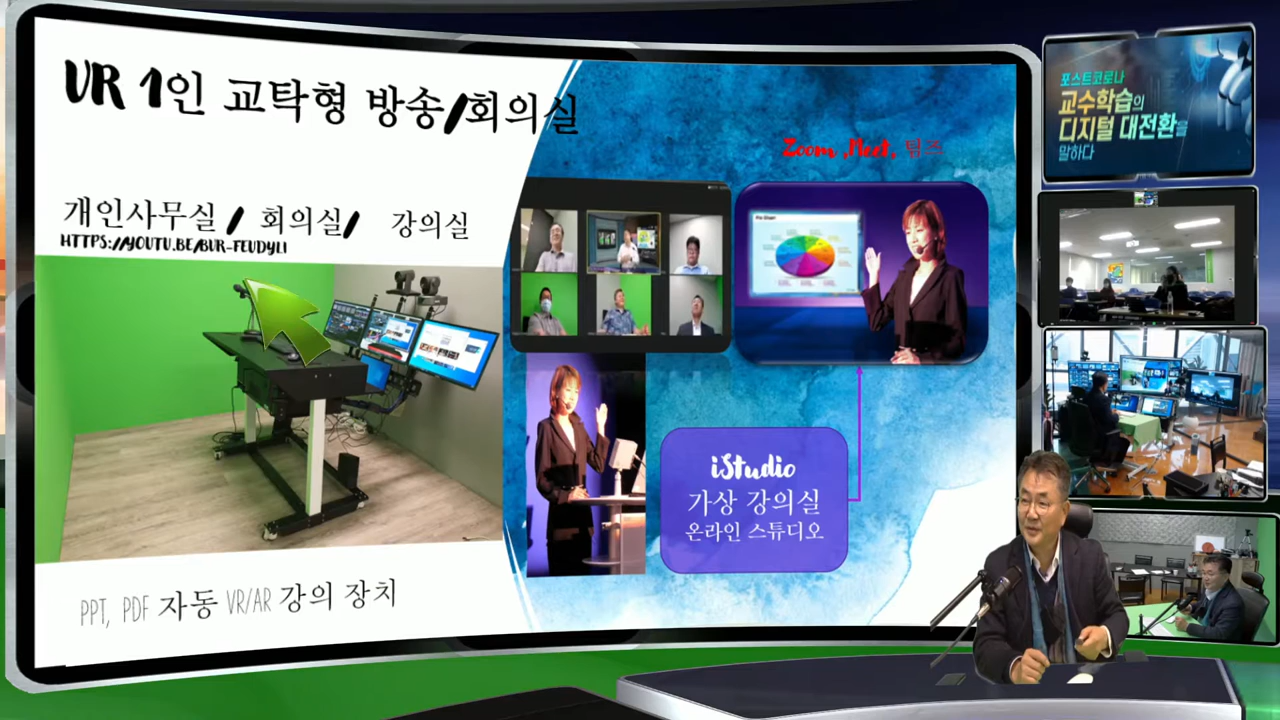 VR 1인 교탁형 방송/회의실
Zoom ,Meet, 팀즈
개인사무실 / 회의실/ 강의실
HTTPS://YOUTU.BE/BUR-FEUDYLI
iStudio
가상 강의실
온라인 스튜디오
PPT, PDF 자동 VR/AR 강의 장치
포스트코로나
교수학습의
디지털 대전환을
말하다